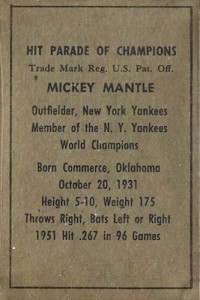 HIT PARADE OF CHAMPIONS
Trade Mark Reg. U.S. Pat. Off.
MICKEY MANTLE
Outfielder, New York Yankees
Member of the N. Y. Yankees
World Champions
Born Commerce, Oklahoma
October 20, 1931
Height 5-10, Weight 175
Throws Right, Bats Left or Right
1951 Hit .267 in 96 Games